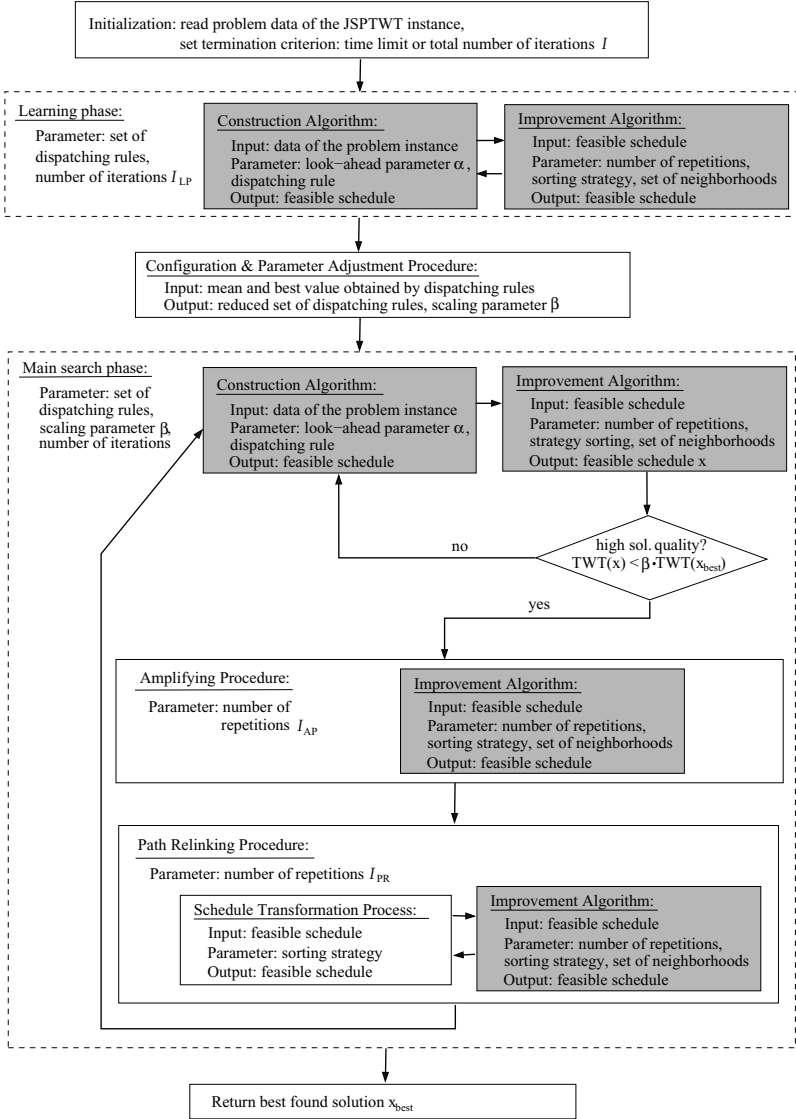 Initialization: read problem data of the JSPTWT instance,
set termination criterion: time limit or total number of iterations I
Learning phase:
Parameter: set of
dispatching rules,
number of iterations I_LP
Construction Algorithm:
Input: data of the problem instance
Parameter: look−ahead parameter α,
dispatching rule
Output: feasible schedule
Improvement Algorithm:
Input: feasible schedule
Parameter: number of repetitions,
sorting strategy, set of neighborhoods
Output: feasible schedule
Configuration & Parameter Adjustment Procedure:
Input: mean and best value obtained by dispatching rules
Output: reduced set of dispatching rules, scaling parameter β
Main search phase:
Parameter: set of
dispatching rules,
scaling parameter β,
number of iterations
Construction Algorithm:
Input: data of the problem instance
Parameter: look−ahead parameter α,
dispatching rule
Output: feasible schedule
Improvement Algorithm:
Input: feasible schedule
Parameter: number of repetitions,
strategy sorting, set of neighborhoods
Output: feasible schedule x
high sol. quality?
TWT(x) < β·TWT(x_best)
no
yes
Amplifying Procedure:
Parameter: number of
repetitions I_AP
Improvement Algorithm:
Input: feasible schedule
Parameter: number of repetitions,
sorting strategy, set of neighborhoods
Output: feasible schedule
Path Relinking Procedure:
Parameter: number of repetitions I_PR
Schedule Transformation Process:
Input: feasible schedule
Parameter: sorting strategy
Output: feasible schedule
Improvement Algorithm:
Input: feasible schedule
Parameter: number of repetitions,
sorting strategy, set of neighborhoods
Output: feasible schedule
Return best found solution x_best